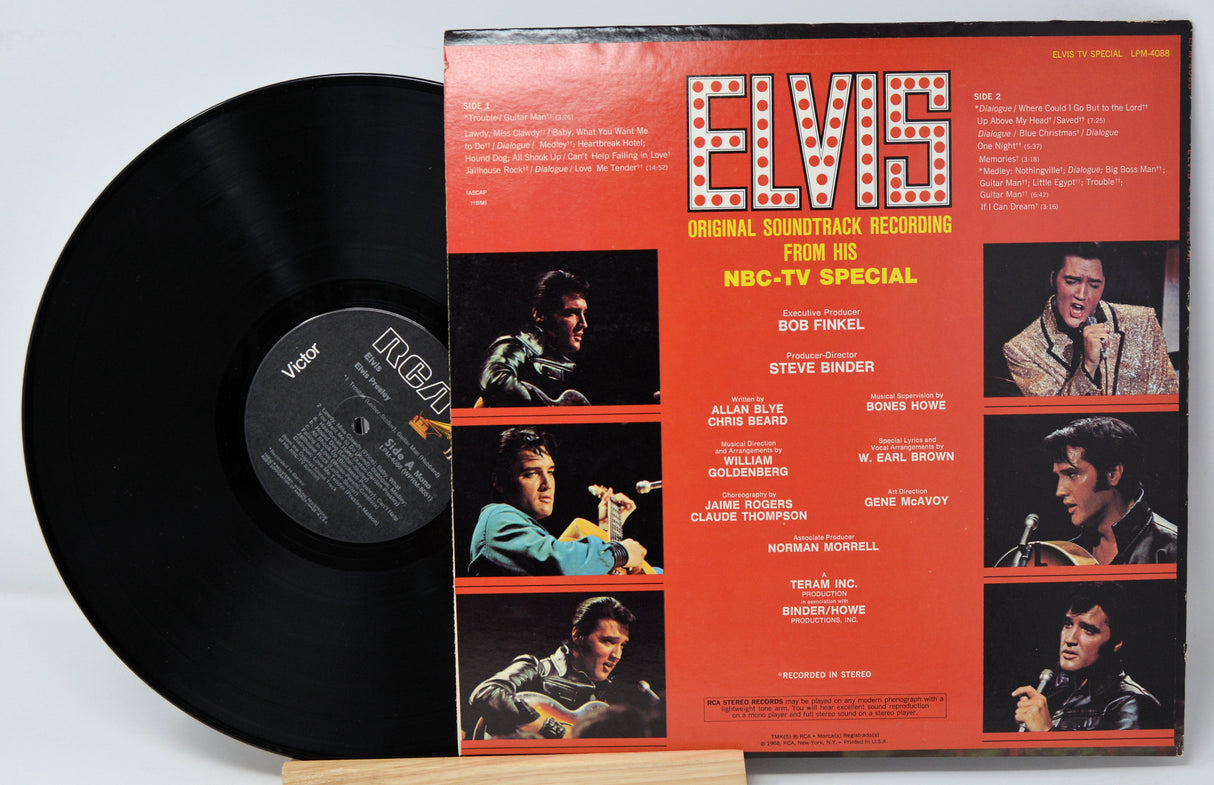 ELVIS TV SPECIAL LPM-4088
ELVIS
SIDE 1
*Trouble / Guitar Man†† (3:26)
Lawdy, Miss Clawdy†† / Baby, What You Want Me
to Do†† / Dialogue / Medley††: Heartbreak Hotel;
Hound Dog; All Shook Up / Can't Help Falling in Love†
Jailhouse Rock†† / Dialogue / Love Me Tender†† (14:52)
†ASCAP
††BMI
SIDE 2
*Dialogue / Where Could I Go But to the Lord††
Up Above My Head† / Saved†† (7:25)
Dialogue / Blue Christmas† / Dialogue
One Night†† (5:37)
Memories† (3:18)
*Medley: Nothingville†; Dialogue; Big Boss Man††;
Guitar Man††; Little Egypt††; Trouble††;
Guitar Man†† (6:42)
If I Can Dream† (3:16)
ORIGINAL SOUNDTRACK RECORDING
FROM HIS
NBC-TV SPECIAL
Executive Producer
BOB FINKEL
Producer-Director
STEVE BINDER
Written by
ALLAN BLYE
CHRIS BEARD
Musical Supervision by
BONES HOWE
Musical Direction
and Arrangements by
WILLIAM
GOLDENBERG
Special Lyrics and
Vocal Arrangements by
W. EARL BROWN
Choreography by
JAIME ROGERS
CLAUDE THOMPSON
Art Direction
GENE McAVOY
Associate Producer
NORMAN MORRELL
A
TERAM INC.
PRODUCTION
in association with
BINDER/HOWE
PRODUCTIONS, INC.
*RECORDED IN STEREO
RCA STEREO RECORDS may be played on any modern phonograph with a
lightweight tone arm. You will hear excellent sound reproduction
on a mono player and full stereo sound on a stereo player.
TMK(S) ® RCA • Marca(s) Registrada(s)
© 1968, RCA, New York, N.Y. • Printed in U.S.A.
Victor
RCA
Elvis
Elvis Presley
Side A
MONO